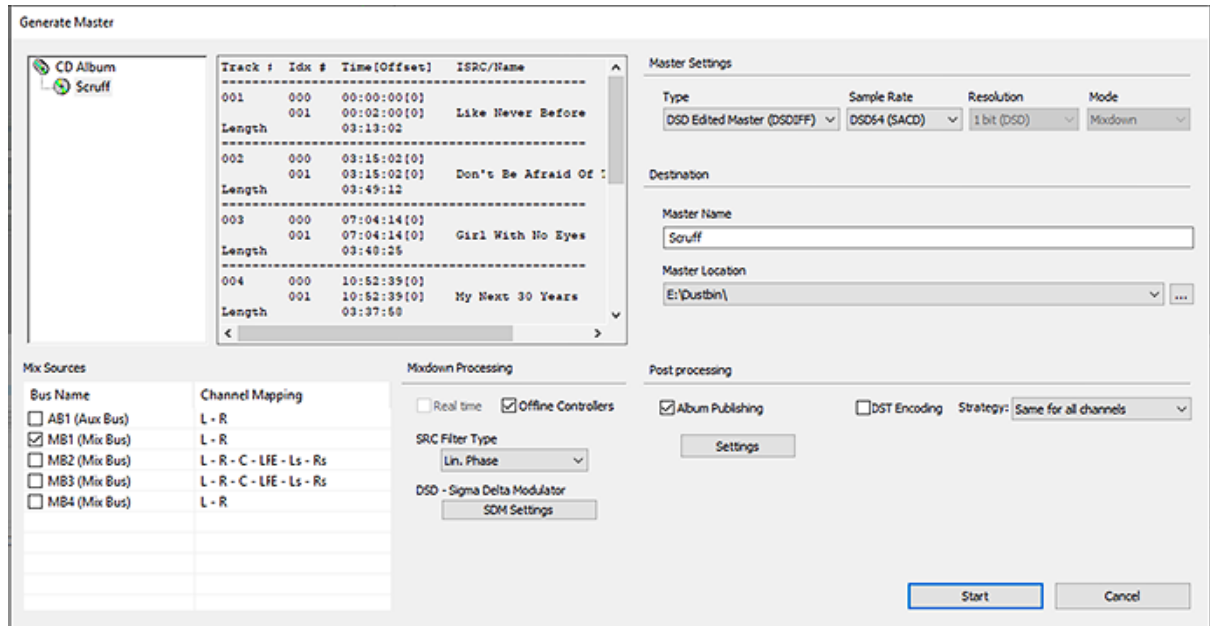 Generate Master
CD Album
Scruff
Track # Idx # Time[Offset] ISRC/Name
001 000 00:00:00[0]
001 00:02:00[0] Like Never Before
Length 03:13:02
002 000 03:15:02[0]
001 03:15:02[0] Don't Be Afraid Of
Length 03:49:12
003 000 07:04:14[0]
001 07:04:14[0] Girl With No Eyes
Length 03:48:25
004 000 10:52:39[0]
001 10:52:39[0] My Next 30 Years
Length 03:37:58
Master Settings
Type Sample Rate Resolution Mode
DSD Edited Master (DSDIFF) DSD64 (SACD) 1 bit (DSD) Mixdown
Destination
Master Name
Scruff
Master Location
E:\Dustbin\
...
Mix Sources
Bus Name Channel Mapping
AB1 (Aux Bus) L - R
MB1 (Mix Bus) L - R
MB2 (Mix Bus) L - R - C - LFE - Ls - Rs
MB3 (Mix Bus) L - R - C - LFE - Ls - Rs
MB4 (Mix Bus) L - R
Mixdown Processing
Real time Offline Controllers
SRC Filter Type
Lin. Phase
DSD - Sigma Delta Modulator
SDM Settings
Post processing
Album Publishing DST Encoding Strategy: Same for all channels
Settings
Start Cancel